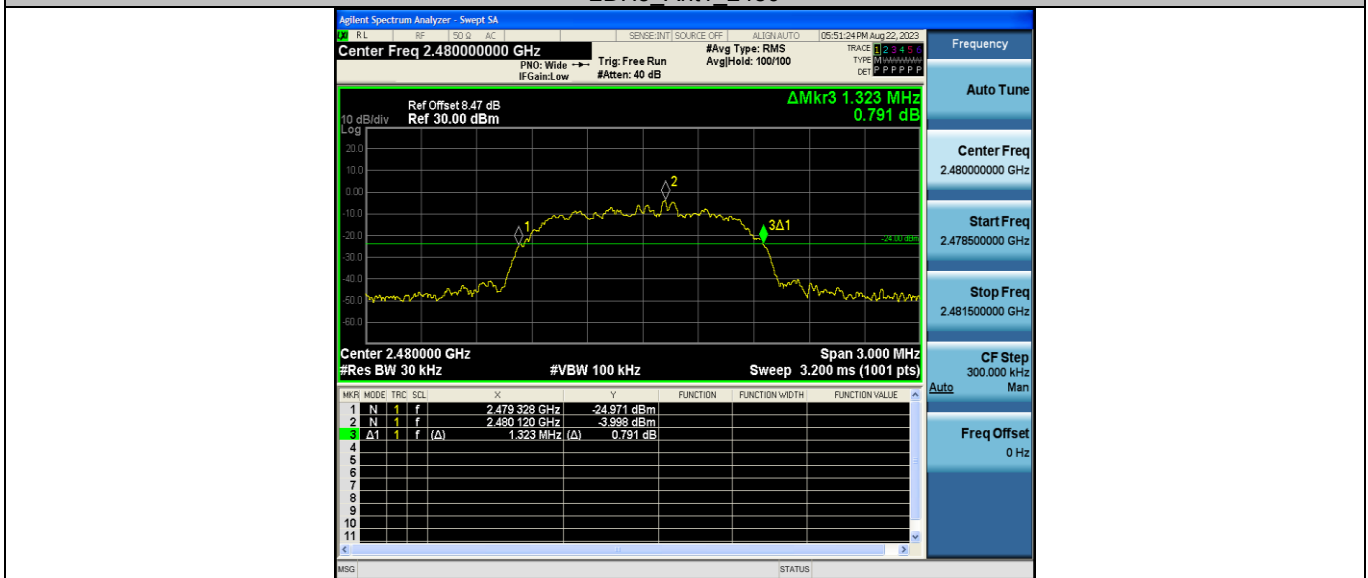 Agilent Spectrum Analyzer - Swept SA
RL RF 50 Ω AC SENSE:INT SOURCE OFF ALIGN AUTO 05:51:24 PM Aug 22, 2023
Center Freq 2.480000000 GHz
PNO: Wide
IFGain:Low
Trig: Free Run
#Atten: 40 dB
#Avg Type: RMS
Avg|Hold: 100/100
TRACE 1 2 3 4 5 6
TYPE M
DET P P P P P P
ΔMkr3 1.323 MHz
0.791 dB
Ref Offset 8.47 dB
10 dB/div Ref 30.00 dBm
Log
20.0
10.0
0.00
-10.0
-20.0
-30.0
-40.0
-50.0
-60.0
1
2
3Δ1
-24.00 dBm
Center 2.480000 GHz Span 3.000 MHz
#Res BW 30 kHz #VBW 100 kHz Sweep 3.200 ms (1001 pts)
MKR MODE TRC SCL X Y FUNCTION FUNCTION WIDTH FUNCTION VALUE
1 N 1 f 2.479 328 GHz -24.971 dBm
2 N 1 f 2.480 120 GHz -3.998 dBm
3 Δ1 1 f (Δ) 1.323 MHz (Δ) 0.791 dB
4
5
6
7
8
9
10
11
MSG STATUS
Frequency
Auto Tune
Center Freq
2.480000000 GHz
Start Freq
2.478500000 GHz
Stop Freq
2.481500000 GHz
CF Step
300.000 kHz
Auto Man
Freq Offset
0 Hz